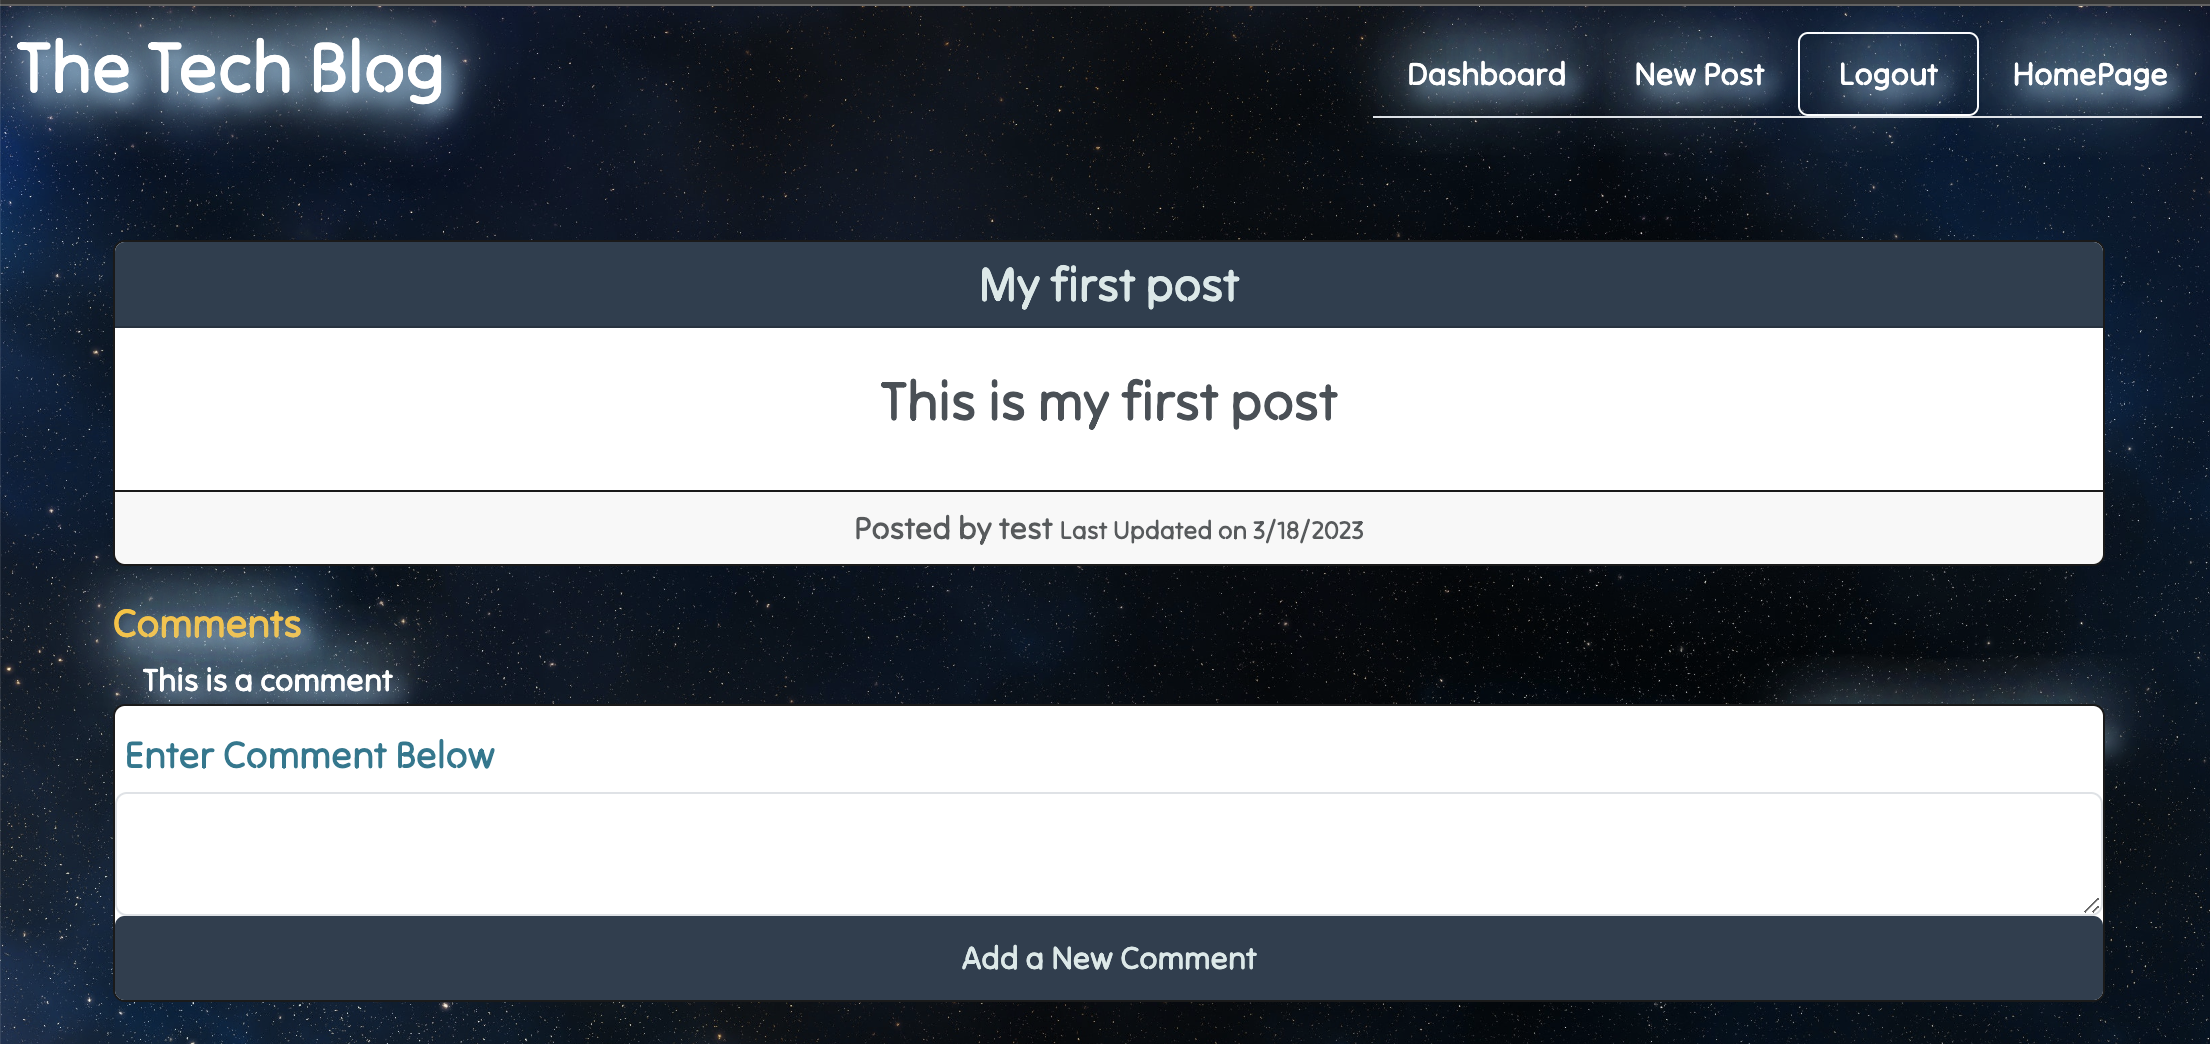 The Tech Blog
Dashboard New Post Logout HomePage
My first post
This is my first post
Posted by test Last Updated on 3/18/2023
Comments
This is a comment
Enter Comment Below
Add a New Comment